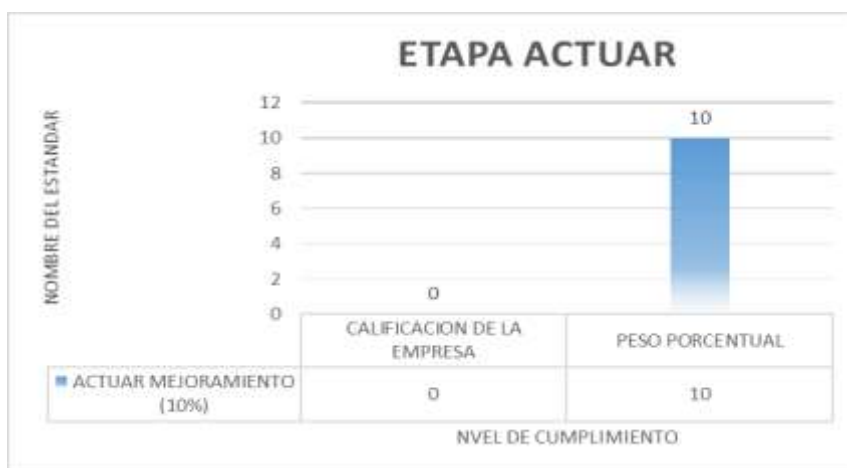 ETAPA ACTUAR
NOMBRE DEL ESTANDAR
12
10
8
6
4
2
0
0
10
CALIFICACION DE LA
EMPRESA
PESO PORCENTUAL
ACTUAR MEJORAMIENTO
(10%)
0
10
NVEL DE CUMPLIMIENTO